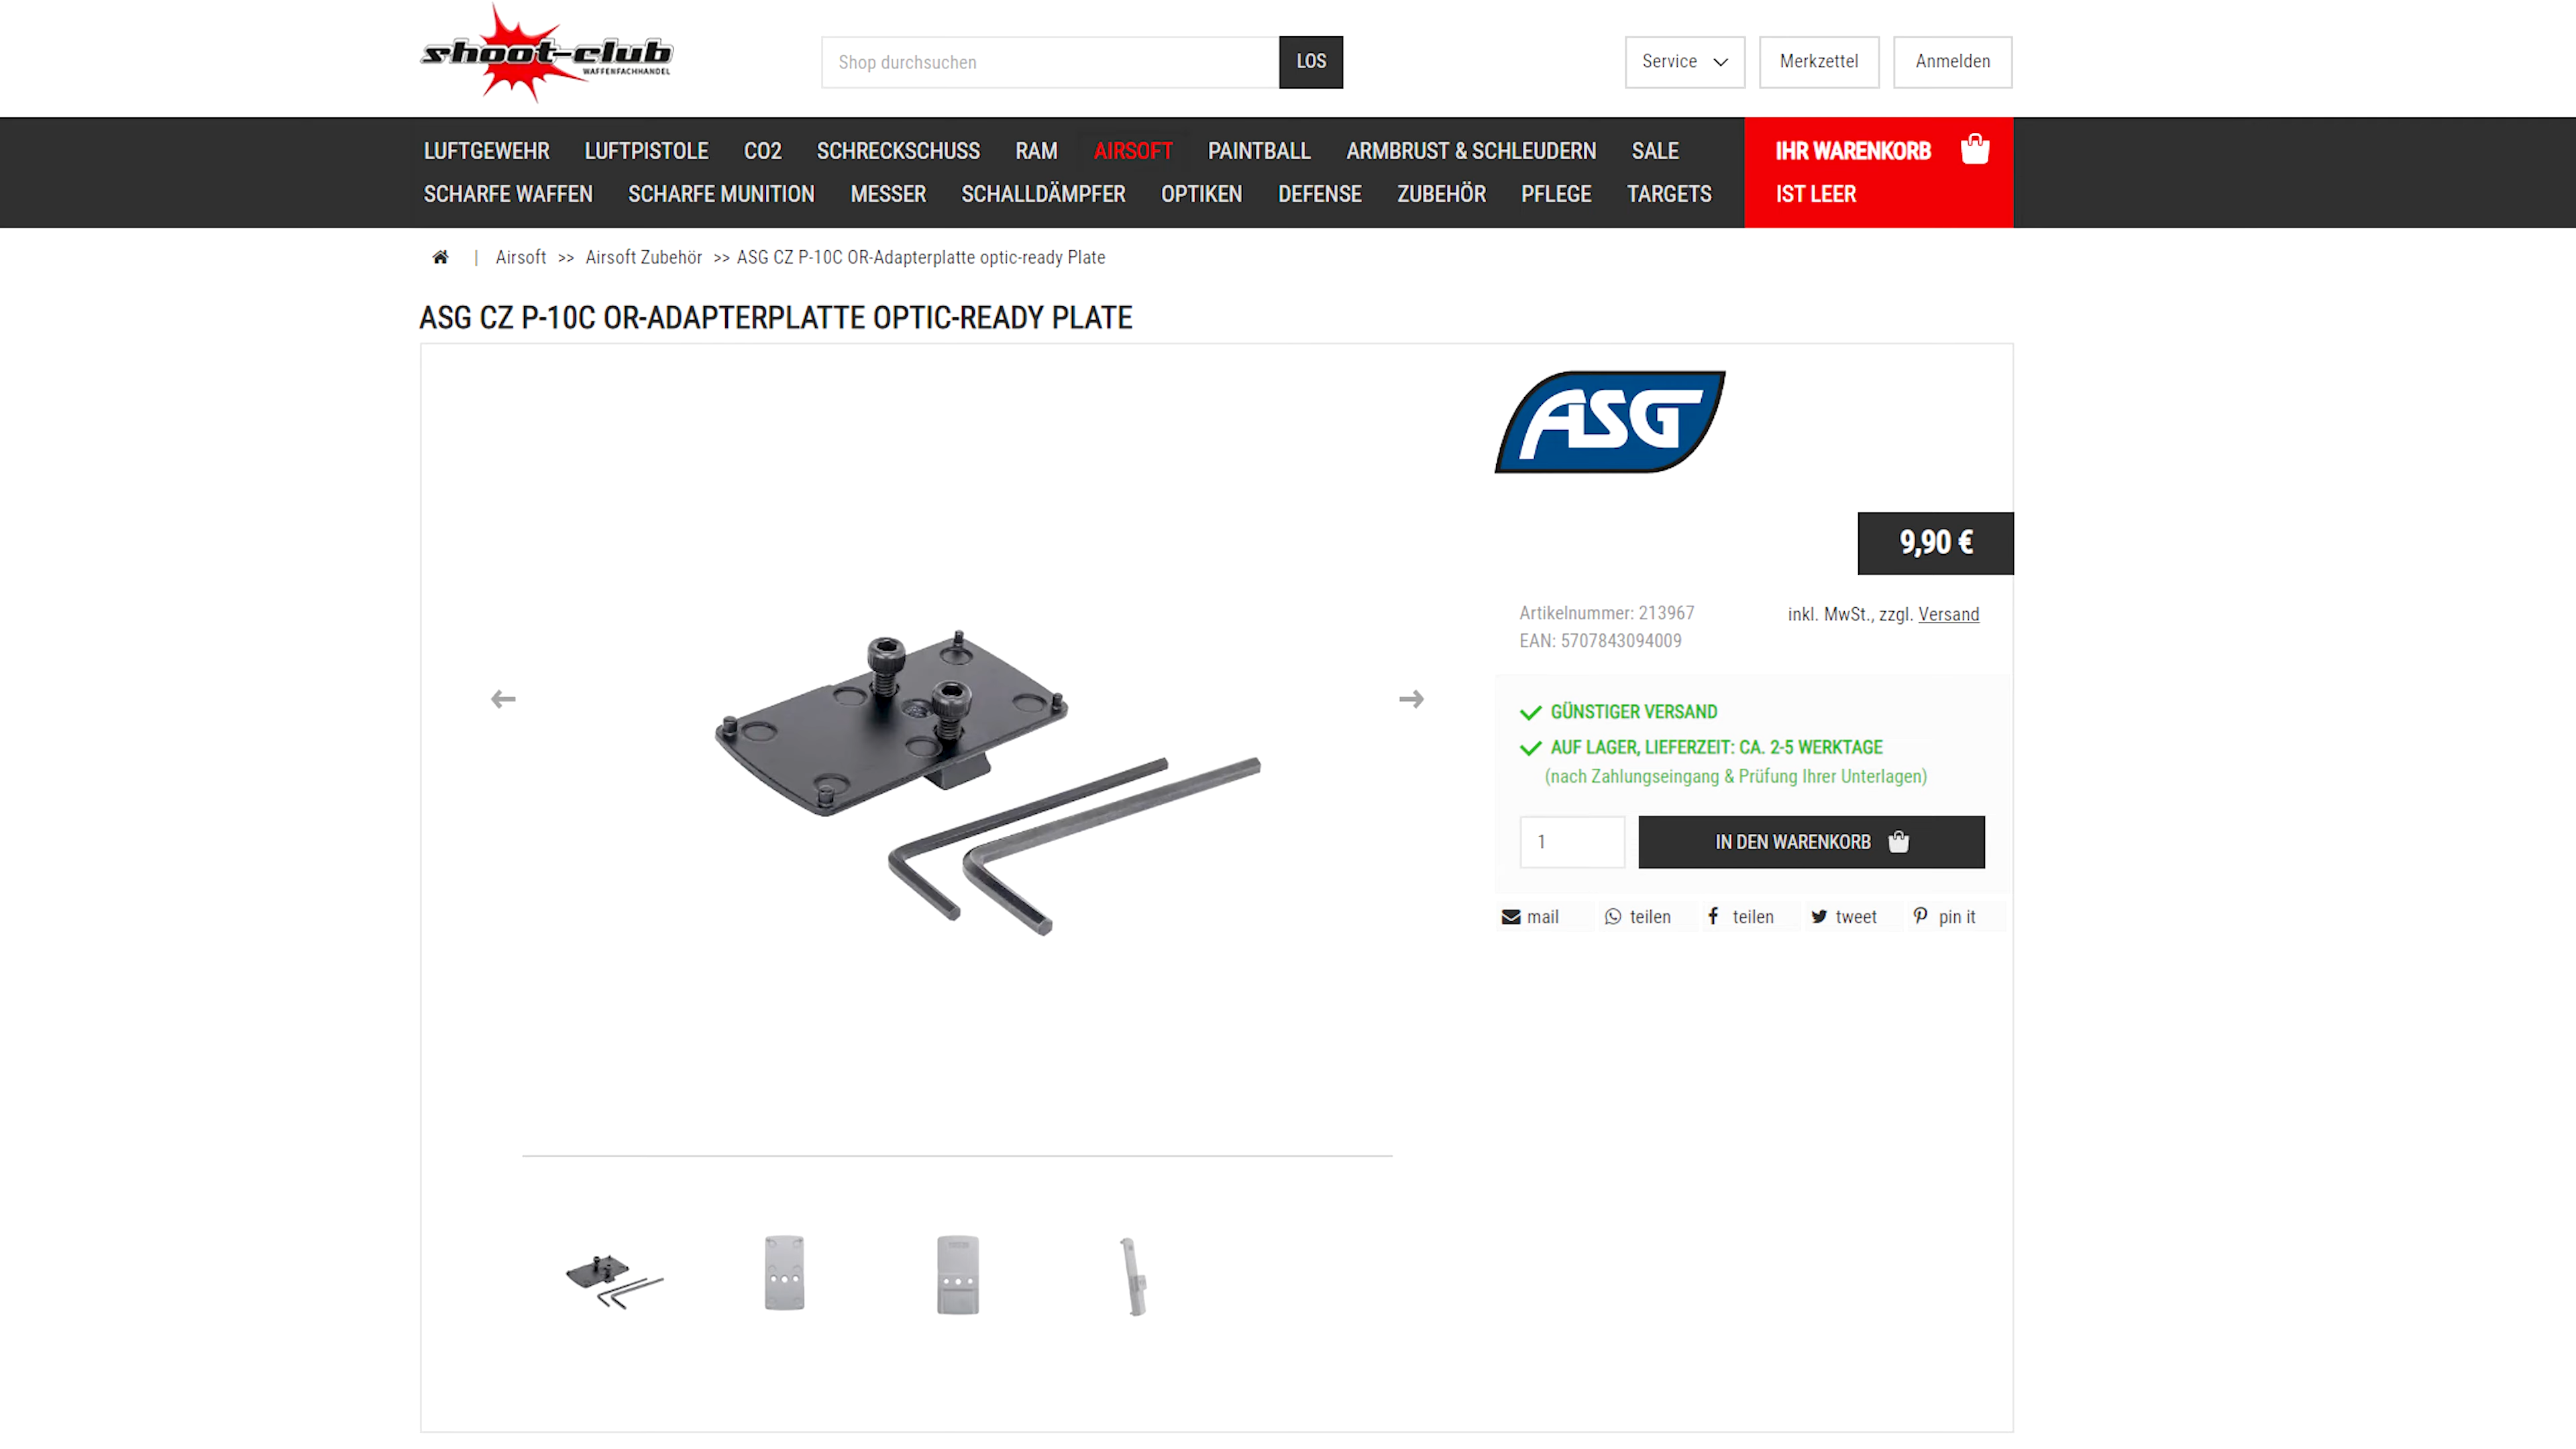 shoot-club
WAFFENFACHHANDEL
Shop durchsuchen
LOS
Service
Merkzettel
Anmelden
LUFTGEWEHR LUFTPISTOLE CO2 SCHRECKSCHUSS RAM AIRSOFT PAINTBALL ARMBRUST & SCHLEUDERN SALE
SCHARFE WAFFEN SCHARFE MUNITION MESSER SCHALLDÄMPFER OPTIKEN DEFENSE ZUBEHÖR PFLEGE TARGETS
IHR WARENKORB
IST LEER
| Airsoft >> Airsoft Zubehör >> ASG CZ P-10C OR-Adapterplatte optic-ready Plate
ASG CZ P-10C OR-ADAPTERPLATTE OPTIC-READY PLATE
ASG
9,90 €
Artikelnummer: 213967
EAN: 5707843094009
inkl. MwSt., zzgl. Versand
GÜNSTIGER VERSAND
AUF LAGER, LIEFERZEIT: CA. 2-5 WERKTAGE
(nach Zahlungseingang & Prüfung Ihrer Unterlagen)
1
IN DEN WARENKORB
mail teilen teilen tweet pin it